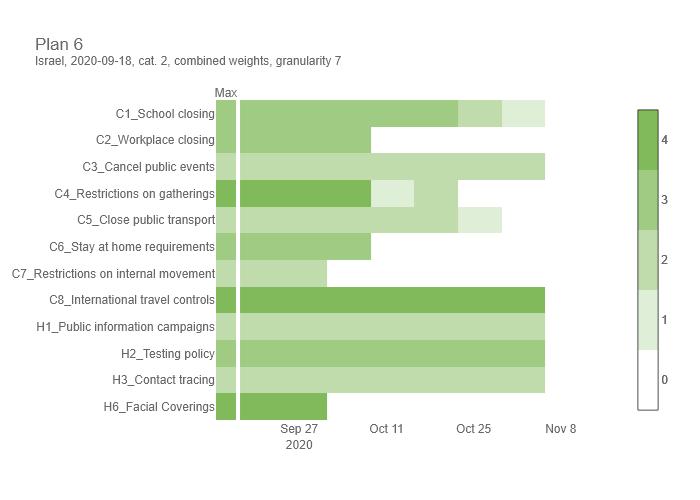 Plan 6
Israel, 2020-09-18, cat. 2, combined weights, granularity 7
Max
C1_School closing
C2_Workplace closing
C3_Cancel public events
C4_Restrictions on gatherings
C5_Close public transport
C6_Stay at home requirements
C7_Restrictions on internal movement
C8_International travel controls
H1_Public information campaigns
H2_Testing policy
H3_Contact tracing
H6_Facial Coverings
Sep 27 Oct 11 Oct 25 Nov 8
2020
4
3
2
1
0